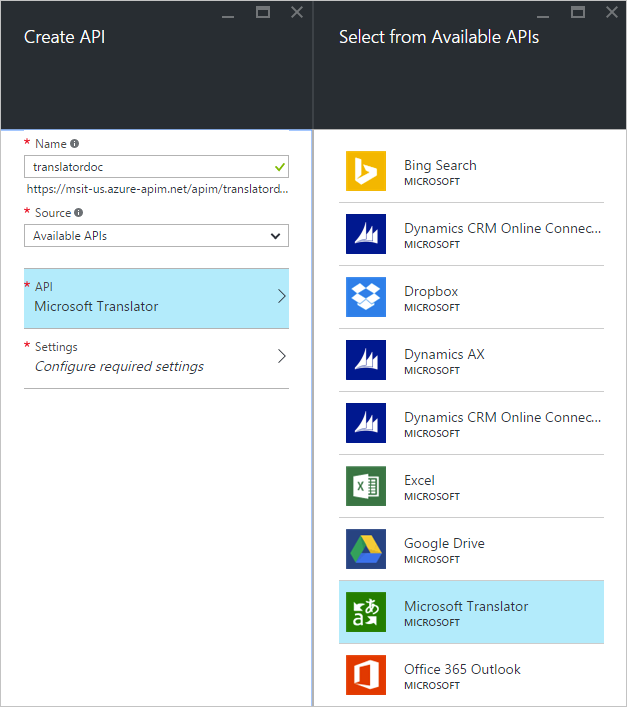 Create API
* Name
translatordoc
https://msit-us.azure-apim.net/apim/translatord...
* Source
Available APIs
* API
Microsoft Translator
* Settings
Configure required settings
Select from Available APIs
Bing Search
MICROSOFT
Dynamics CRM Online Connec...
MICROSOFT
Dropbox
MICROSOFT
Dynamics AX
MICROSOFT
Dynamics CRM Online Connec...
MICROSOFT
Excel
MICROSOFT
Google Drive
MICROSOFT
Microsoft Translator
MICROSOFT
Office 365 Outlook
MICROSOFT